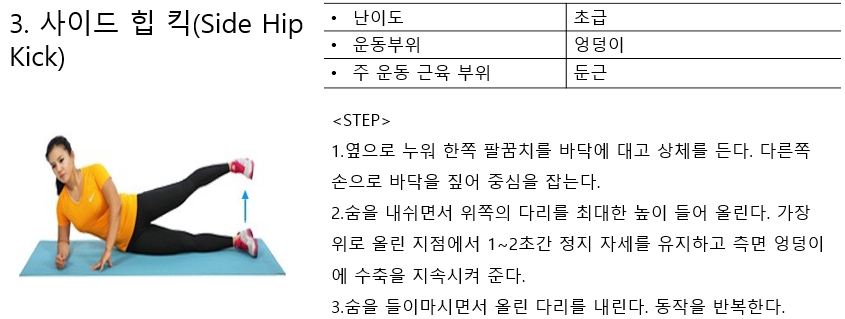 3. 사이드 힙 킥(Side Hip
Kick)
• 난이도 초급
• 운동부위 엉덩이
• 주 운동 근육 부위 둔근
<STEP>
1.옆으로 누워 한쪽 팔꿈치를 바닥에 대고 상체를 든다. 다른쪽
손으로 바닥을 짚어 중심을 잡는다.
2.숨을 내쉬면서 위쪽의 다리를 최대한 높이 들어 올린다. 가장
위로 올린 지점에서 1~2초간 정지 자세를 유지하고 측면 엉덩이
에 수축을 지속시켜 준다.
3.숨을 들이마시면서 올린 다리를 내린다. 동작을 반복한다.